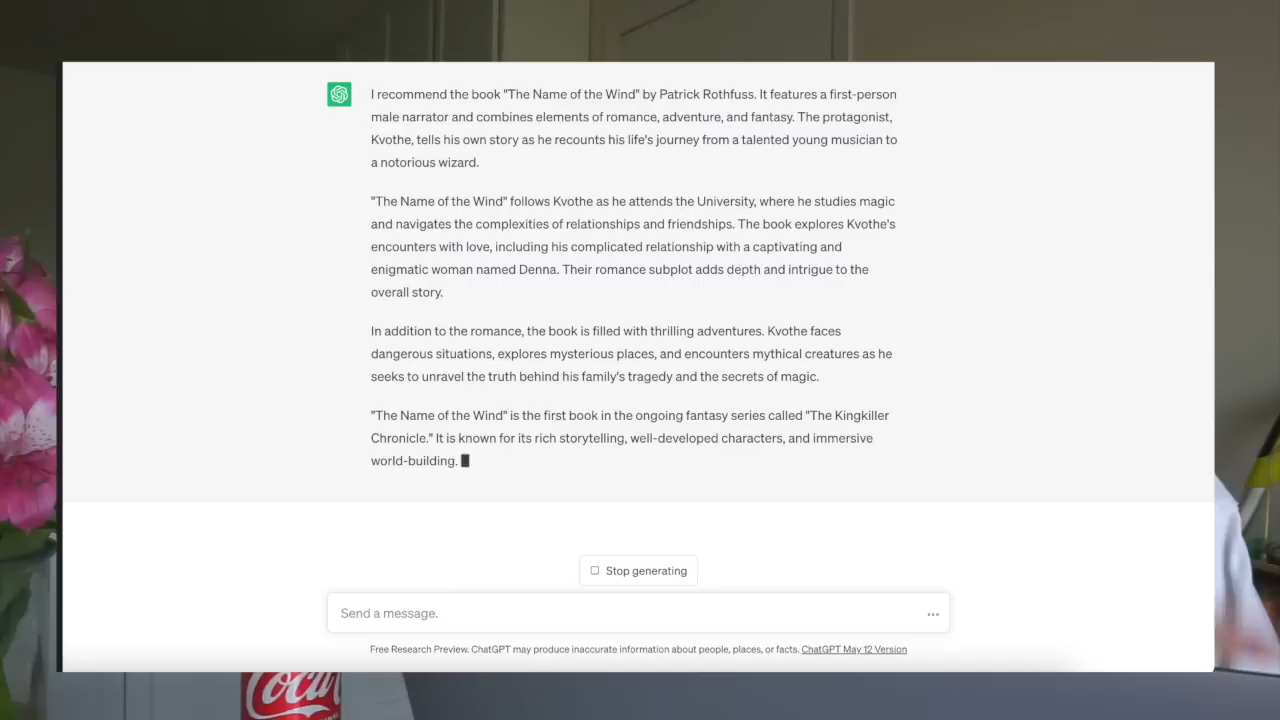 I recommend the book "The Name of the Wind" by Patrick Rothfuss. It features a first-person
male narrator and combines elements of romance, adventure, and fantasy. The protagonist,
Kvothe, tells his own story as he recounts his life's journey from a talented young musician to
a notorious wizard.
"The Name of the Wind" follows Kvothe as he attends the University, where he studies magic
and navigates the complexities of relationships and friendships. The book explores Kvothe's
encounters with love, including his complicated relationship with a captivating and
enigmatic woman named Denna. Their romance subplot adds depth and intrigue to the
overall story.
In addition to the romance, the book is filled with thrilling adventures. Kvothe faces
dangerous situations, explores mysterious places, and encounters mythical creatures as he
seeks to unravel the truth behind his family's tragedy and the secrets of magic.
"The Name of the Wind" is the first book in the ongoing fantasy series called "The Kingkiller
Chronicle." It is known for its rich storytelling, well-developed characters, and immersive
world-building.
Stop generating
Send a message.
Free Research Preview. ChatGPT may produce inaccurate information about people, places, or facts. ChatGPT May 12 Version